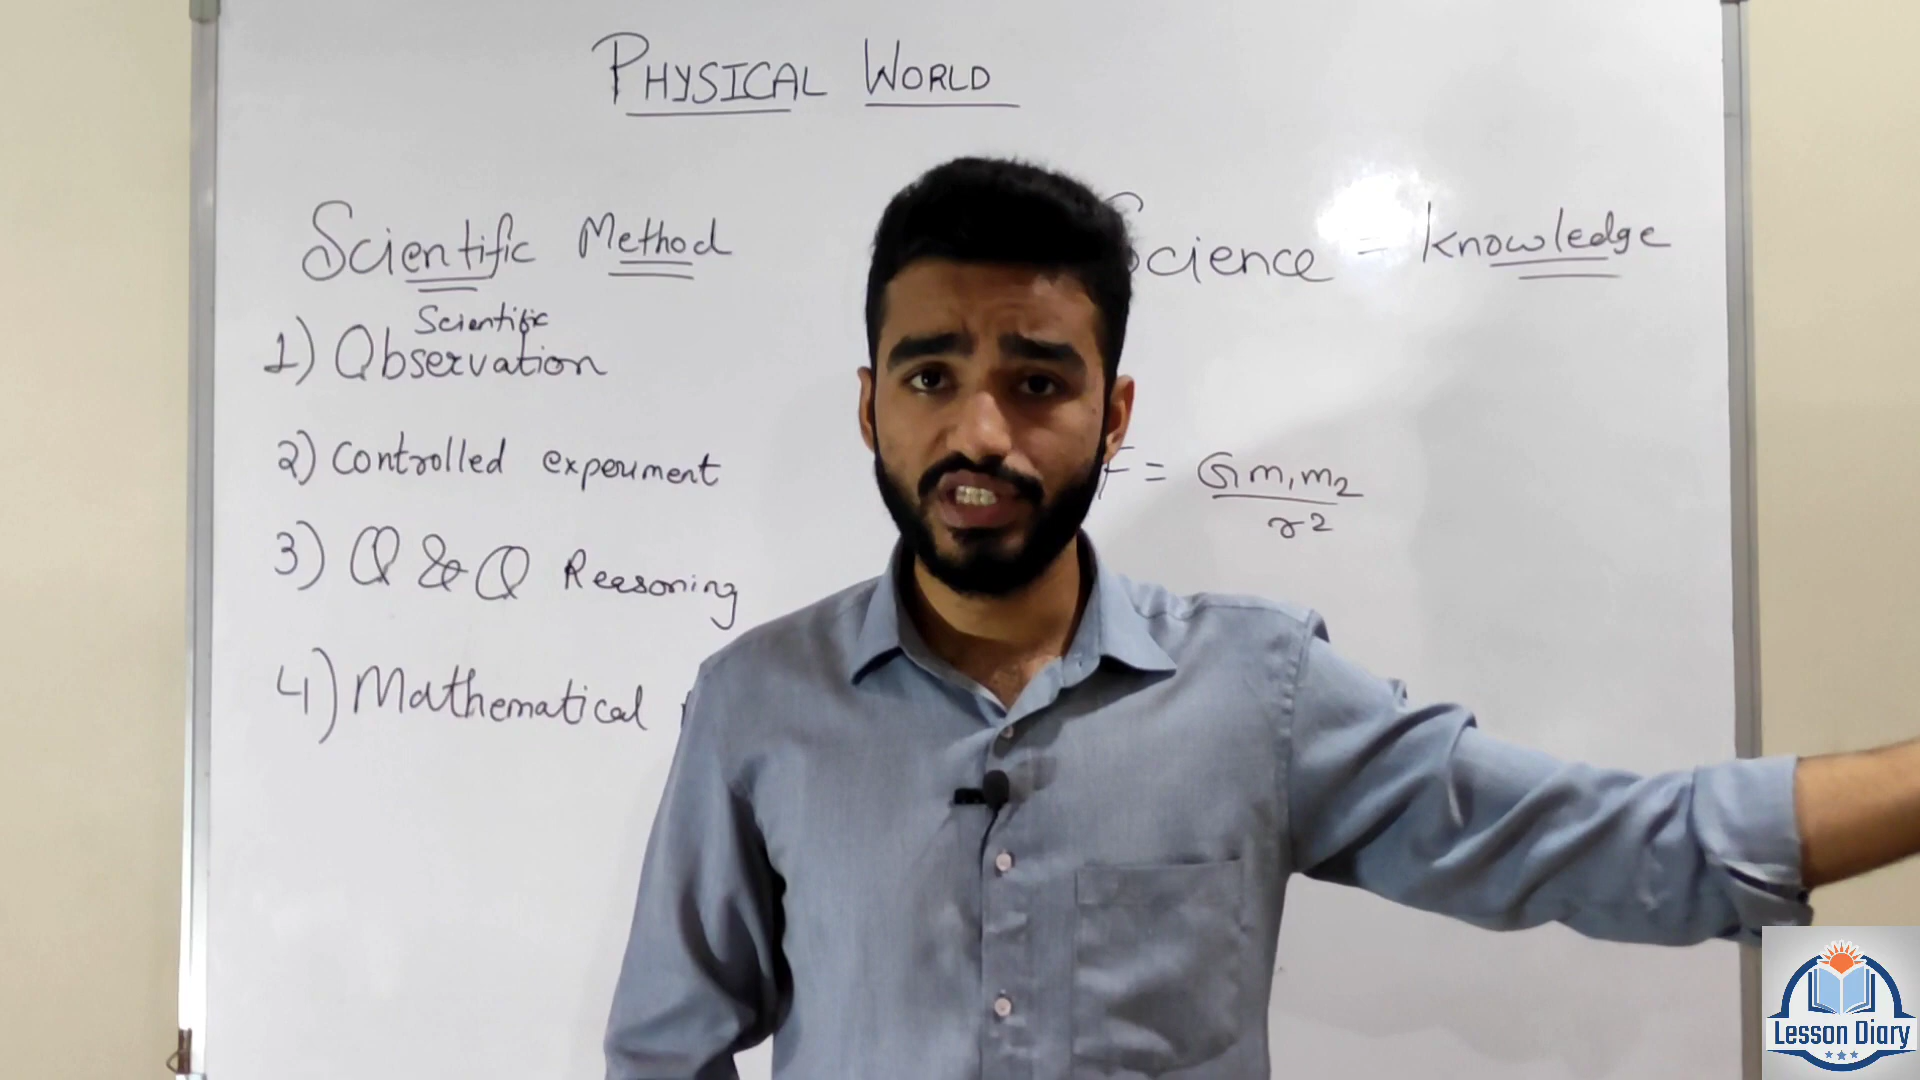 PHYSICAL WORLD
Scientific Method
Science = knowledge
Scientific
1) Observation
2) Controlled experiment
3) Q & Q Reasoning
4) Mathematical
F = Gm1m2
r2
Lesson Diary